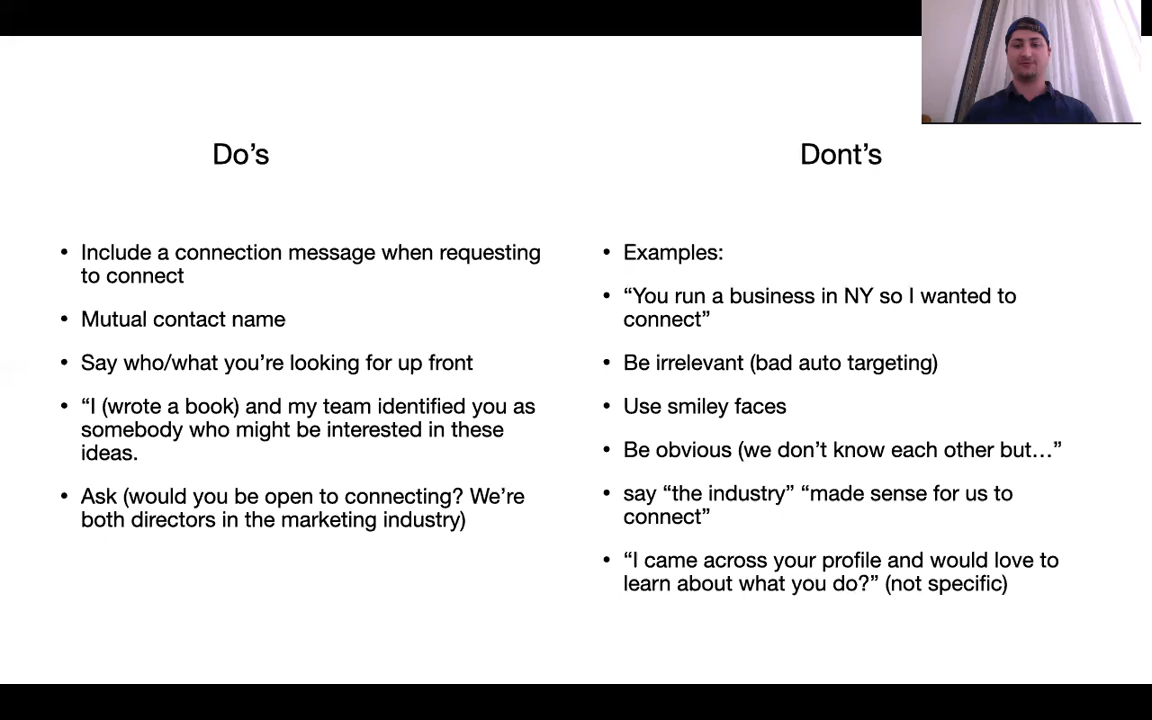 Do’s
• Include a connection message when requesting
to connect
• Mutual contact name
• Say who/what you’re looking for up front
• “I (wrote a book) and my team identified you as
somebody who might be interested in these
ideas.
• Ask (would you be open to connecting? We’re
both directors in the marketing industry)
Dont’s
• Examples:
• “You run a business in NY so I wanted to
connect”
• Be irrelevant (bad auto targeting)
• Use smiley faces
• Be obvious (we don’t know each other but…”
• say “the industry” “made sense for us to
connect”
• “I came across your profile and would love to
learn about what you do?” (not specific)